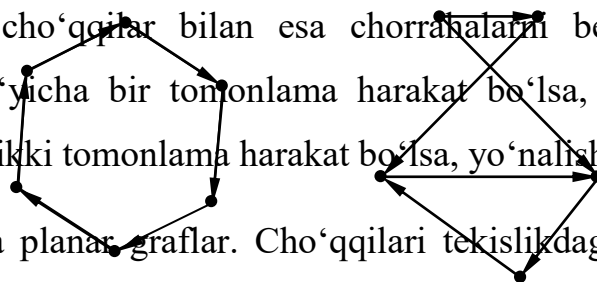 cho‘qqilar bilan esa chorrahalarni be
‘yicha bir tomonlama harakat bo‘lsa,
ikki tomonlama harakat bo‘lsa, yo‘nalish
a planar graflar. Cho‘qqilari tekislikdag